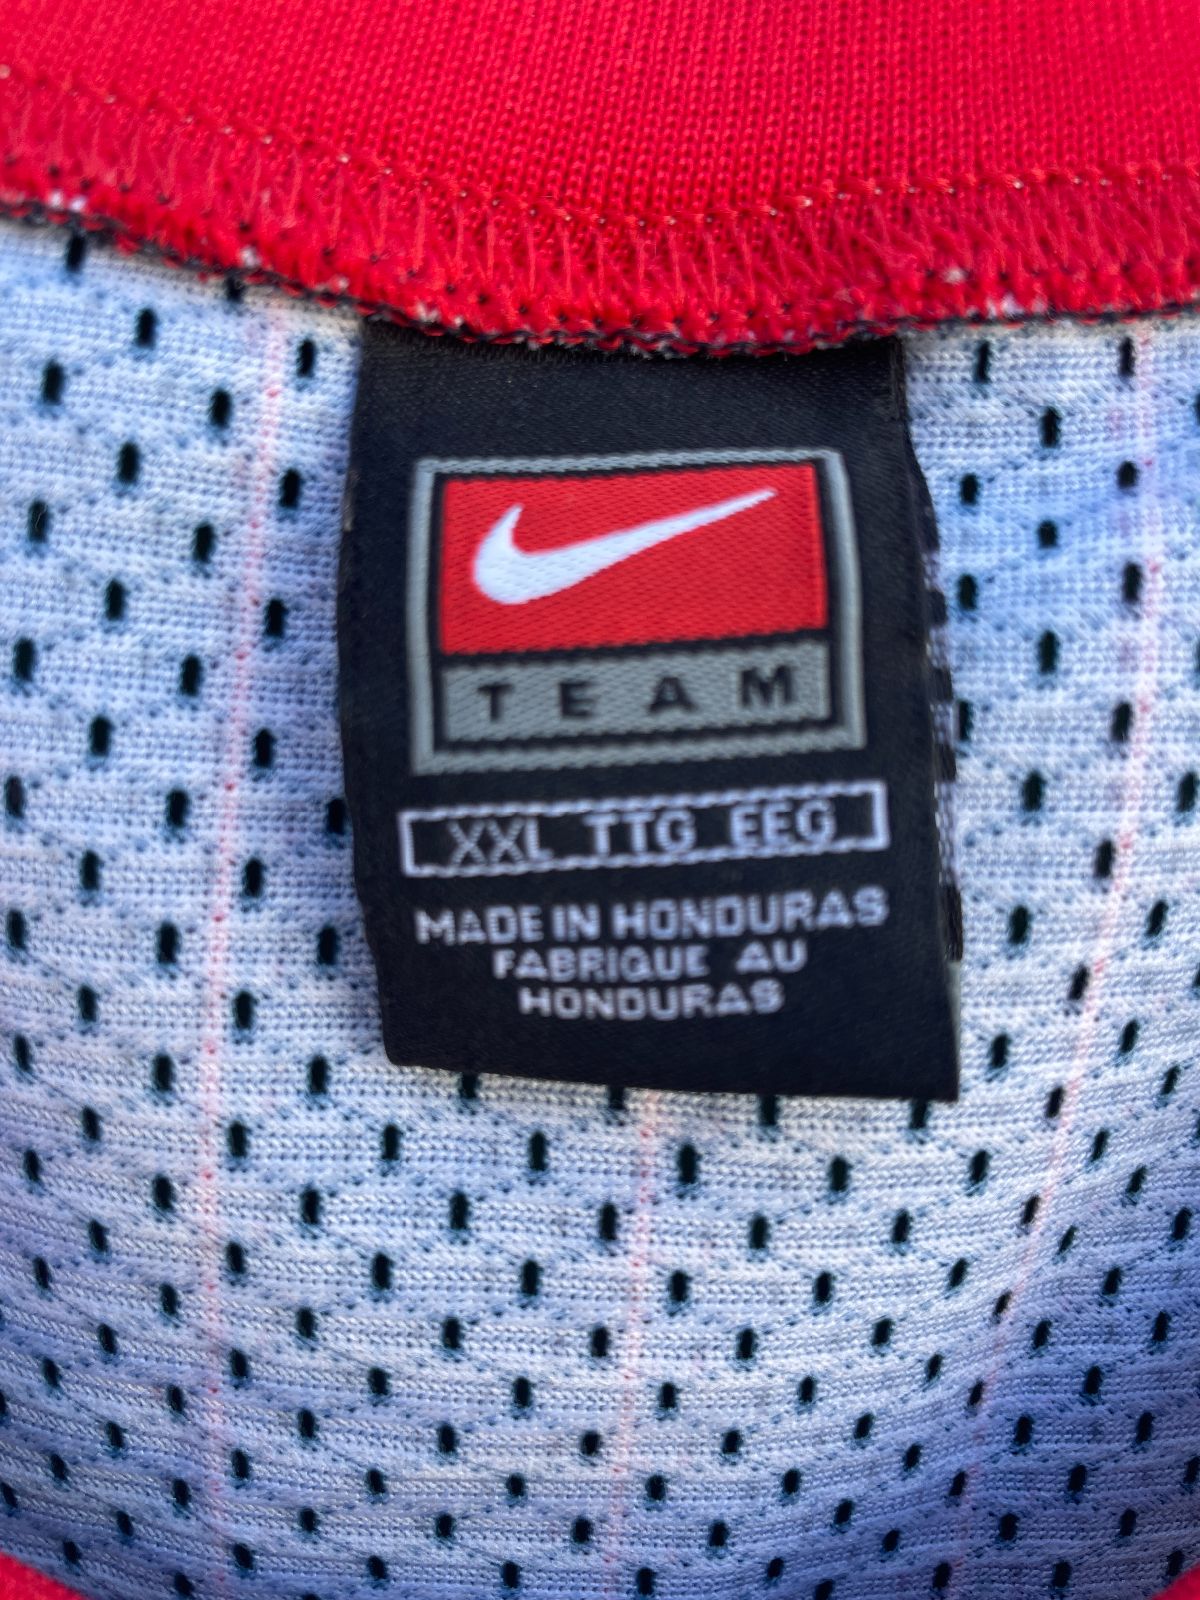 TEAM
XXL TTG EEG
MADE IN HONDURAS
FABRIQUE AU
HONDURAS